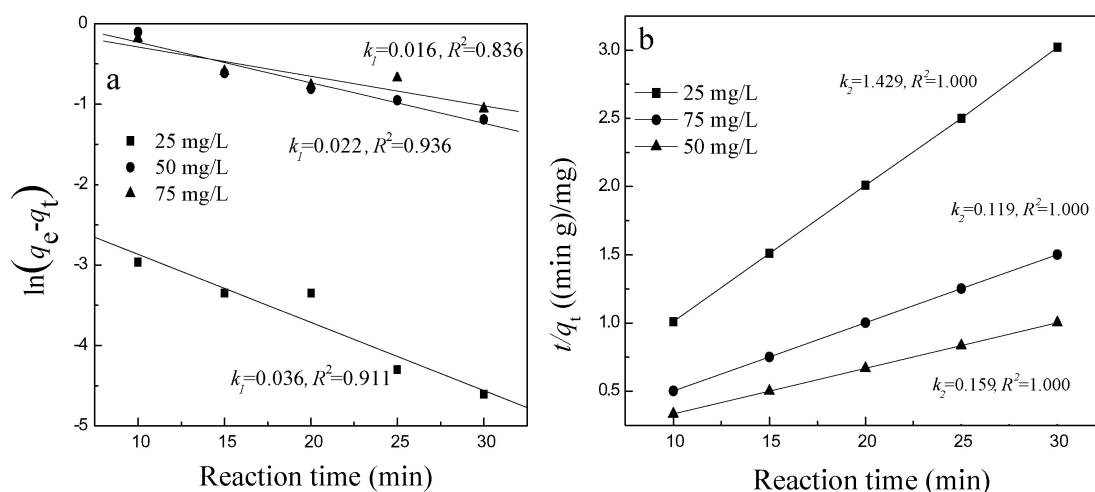 0
-1
-2
-3
-4
-5
10
15
20
25
30
Reaction time (min)
ln(qe-qt)
a
k1=0.016, R2=0.836
k1=0.022, R2=0.936
25 mg/L
50 mg/L
75 mg/L
k1=0.036, R2=0.911
b
3.0
2.5
2.0
1.5
1.0
0.5
10
15
20
25
30
Reaction time (min)
t/qt ((min g)/mg)
25 mg/L
75 mg/L
50 mg/L
k2=1.429, R2=1.000
k2=0.119, R2=1.000
k2=0.159, R2=1.000